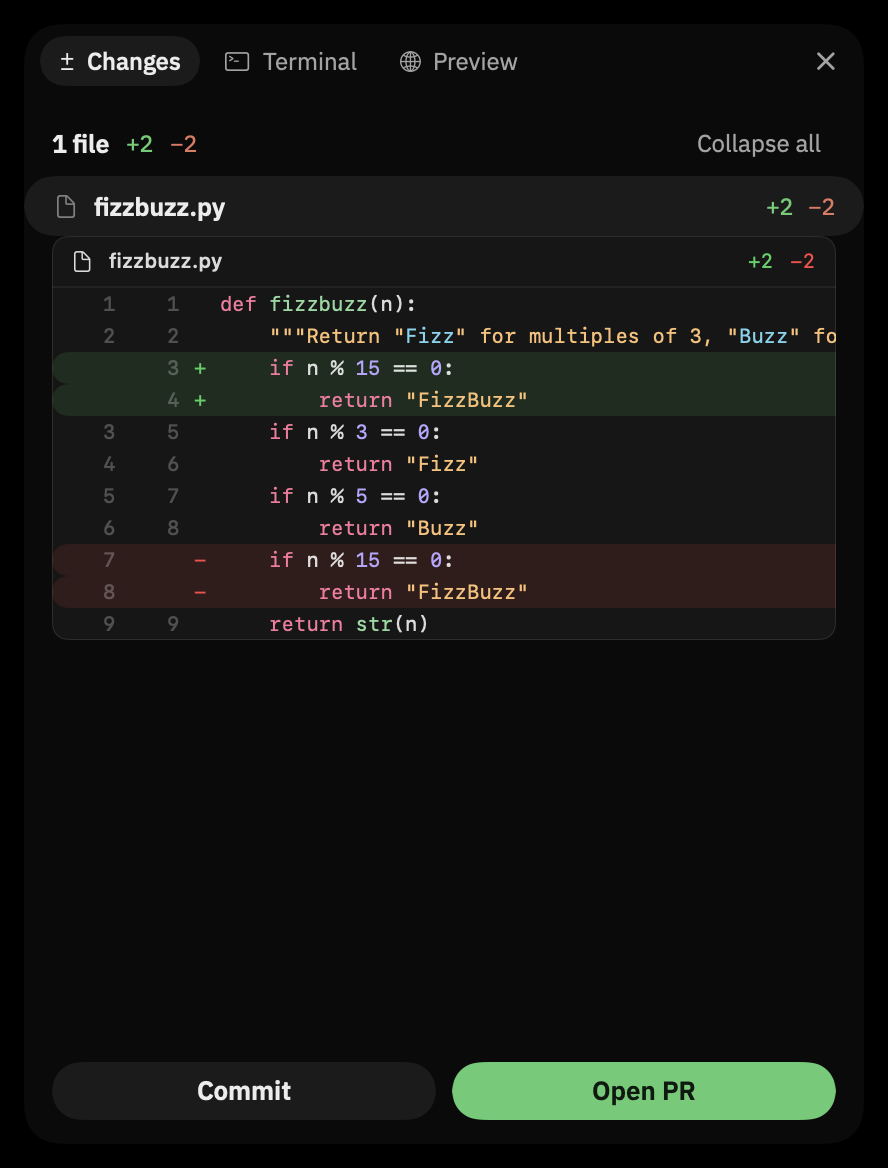 ± Changes Terminal Preview
1 file +2 −2 Collapse all
fizzbuzz.py +2 −2
fizzbuzz.py +2 −2
1 1 def fizzbuzz(n):
2 2 """Return "Fizz" for multiples of 3, "Buzz" fo
3 + if n % 15 == 0:
4 + return "FizzBuzz"
3 5 if n % 3 == 0:
4 6 return "Fizz"
5 7 if n % 5 == 0:
6 8 return "Buzz"
7 − if n % 15 == 0:
8 − return "FizzBuzz"
9 9 return str(n)
Commit Open PR